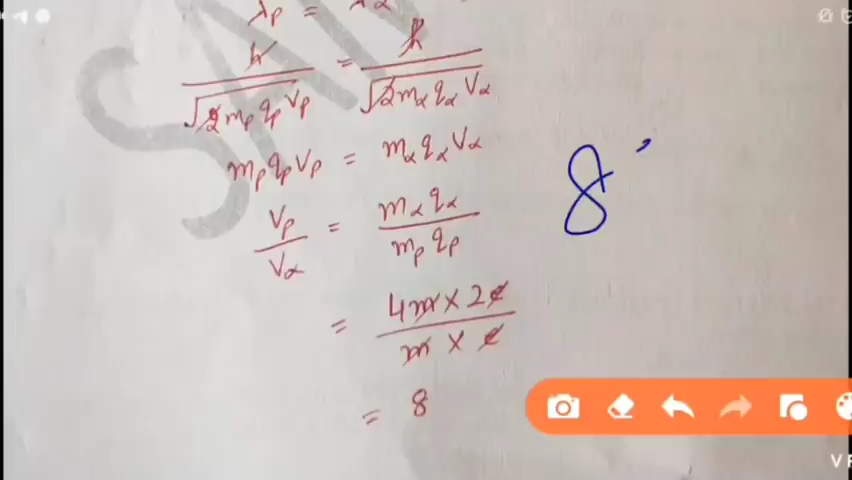 λp = λα
h/√2mpqpVp = h/√2mαqαVα
mpqpVp = mαqαVα
Vp/Vα = mαqα/mpqp
= 4m×2e/m×e
= 8
8